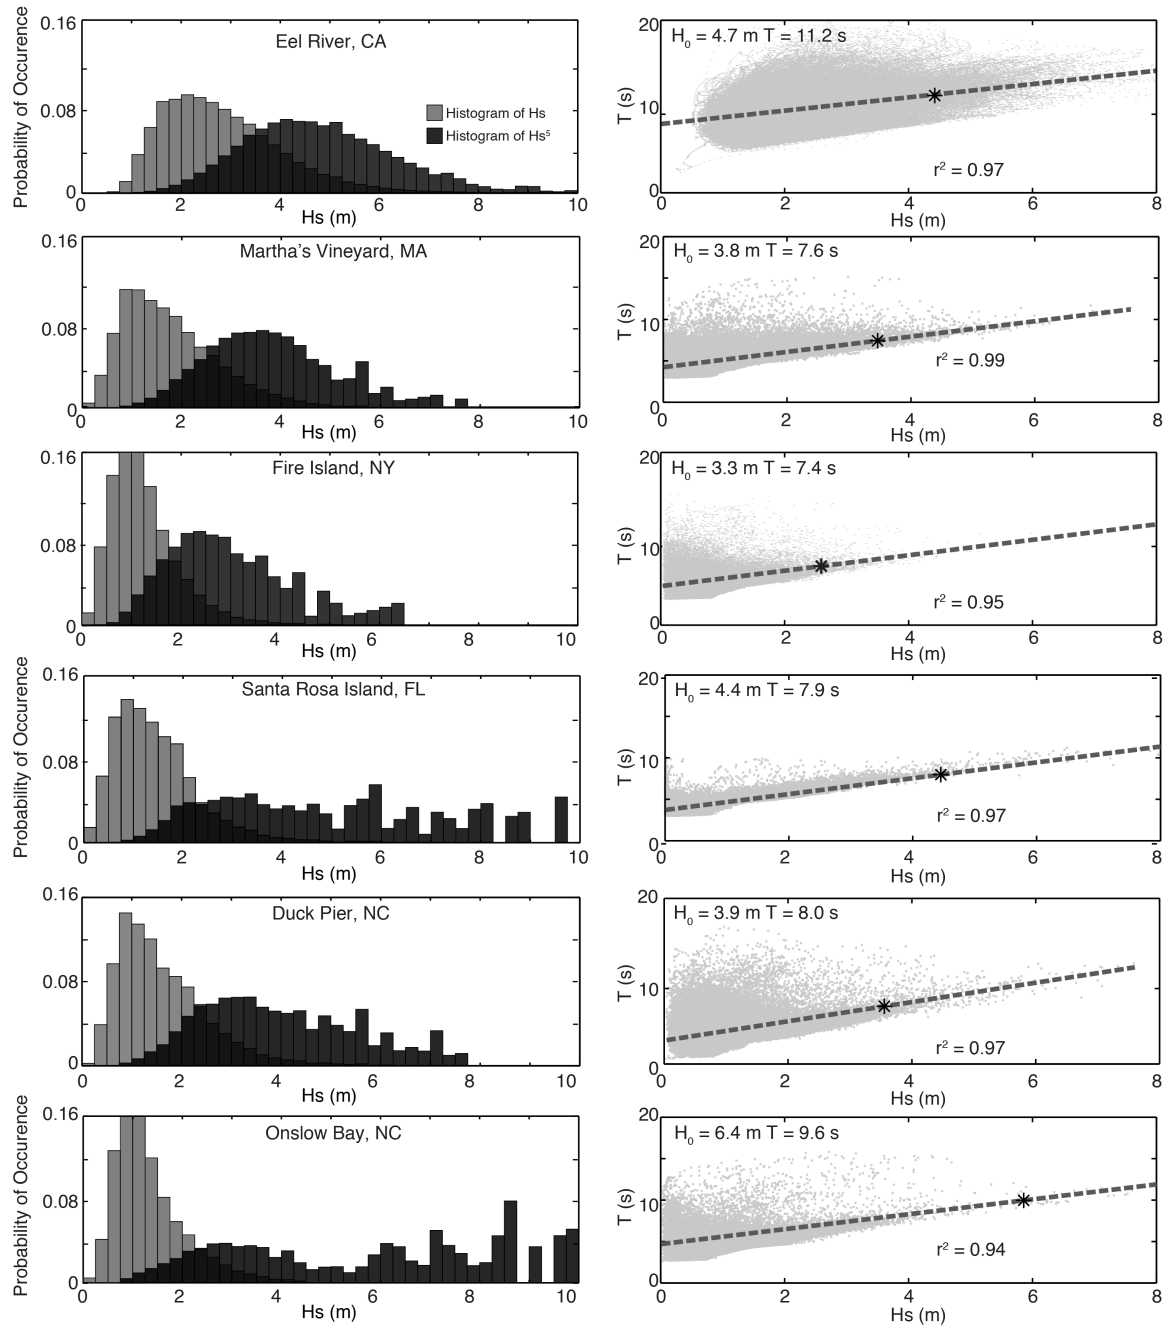 Eel River, CA
Probability of Occurence
0.16
0.08
0
Histogram of Hs
Histogram of Hs⁵
0 2 4 6 8 10
Hs (m)
H₀ = 4.7 m T = 11.2 s
T (s)
20
10
0
r² = 0.97
0 2 4 6 8
Hs (m)
Martha's Vineyard, MA
0.16
0.08
0
0 2 4 6 8 10
Hs (m)
H₀ = 3.8 m T = 7.6 s
T (s)
20
10
0
r² = 0.99
0 2 4 6 8
Hs (m)
Fire Island, NY
0.16
0.08
0
0 2 4 6 8 10
Hs (m)
H₀ = 3.3 m T = 7.4 s
T (s)
20
10
0
r² = 0.95
0 2 4 6 8
Hs (m)
Santa Rosa Island, FL
Probability of Occurence
0.16
0.08
0
0 2 4 6 8 10
Hs (m)
H₀ = 4.4 m T = 7.9 s
20
10
0
r² = 0.97
0 2 4 6 8
Hs (m)
Duck Pier, NC
0.16
0.08
0
0 2 4 6 8 10
Hs (m)
H₀ = 3.9 m T = 8.0 s
T (s)
20
10
0
r² = 0.97
0 2 4 6 8
Hs (m)
Onslow Bay, NC
Probability of Occurence
0.16
0.08
0
0 2 4 6 8 10
Hs (m)
H₀ = 6.4 m T = 9.6 s
T (s)
20
10
0
r² = 0.94
0 2 4 6 8
Hs (m)